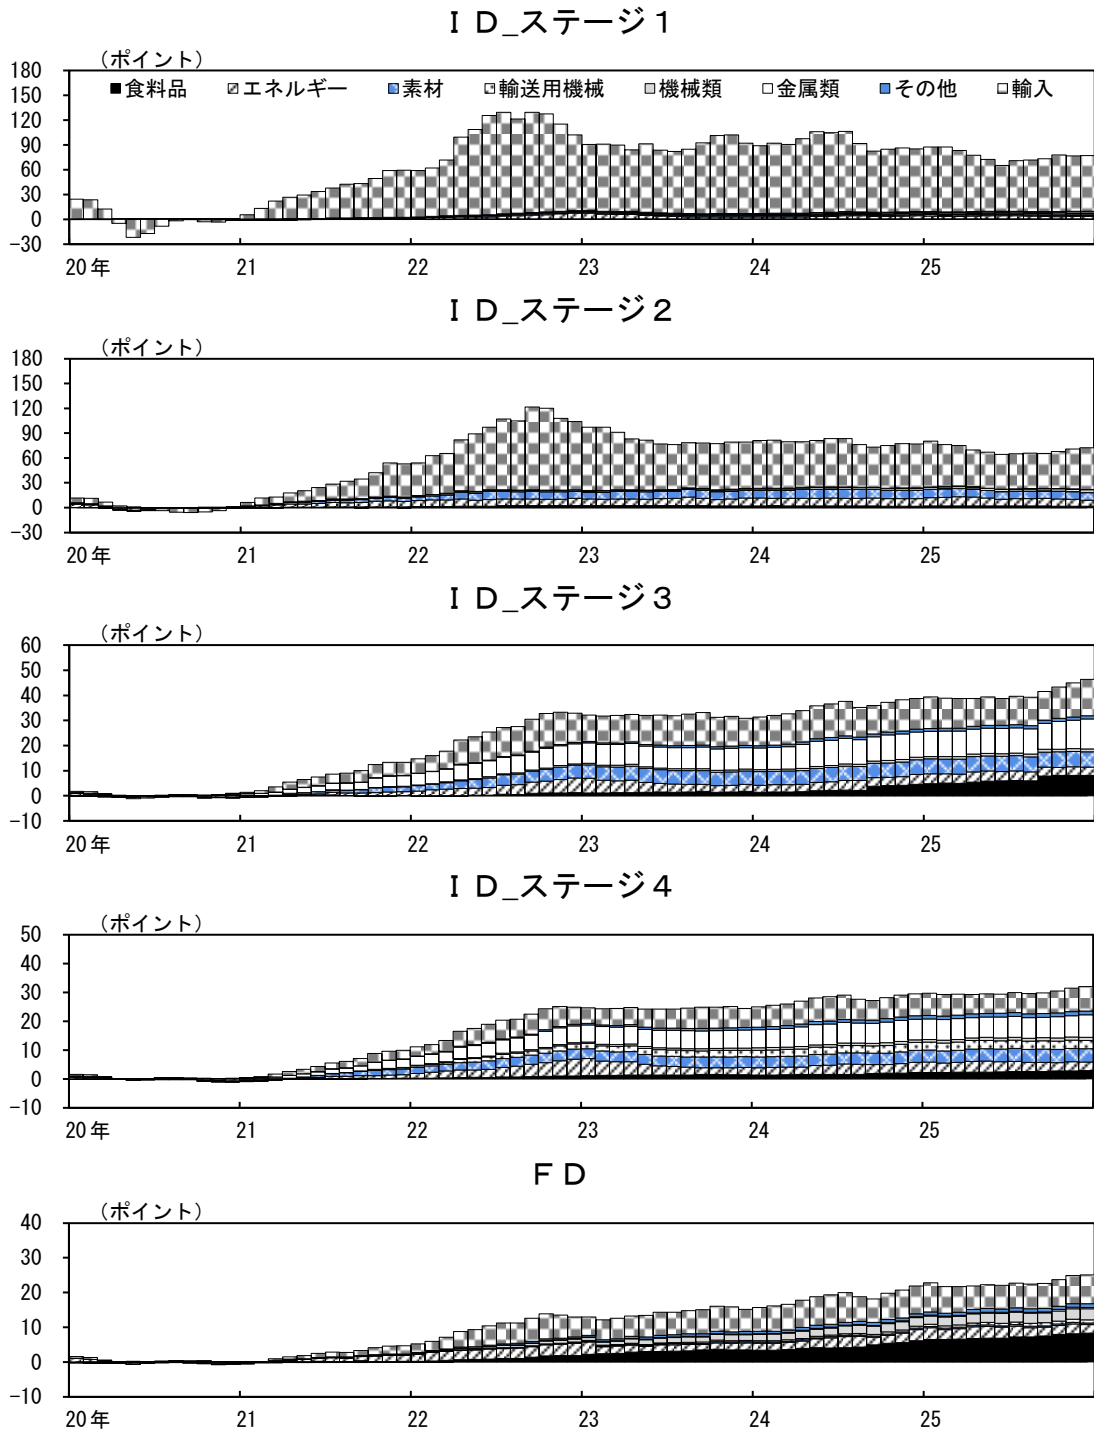 ＩＤ_ステージ１
（ポイント）
180
150
120
90
60
30
0
-30
■食料品 エネルギー 素材 輸送用機械 機械類 金属類 その他 輸入
20年 21 22 23 24 25
ＩＤ_ステージ２
（ポイント）
180
150
120
90
60
30
0
-30
20年 21 22 23 24 25
ＩＤ_ステージ３
（ポイント）
60
50
40
30
20
10
0
-10
20年 21 22 23 24 25
ＩＤ_ステージ４
（ポイント）
50
40
30
20
10
0
-10
20年 21 22 23 24 25
ＦＤ
（ポイント）
40
30
20
10
0
-10
20年 21 22 23 24 25